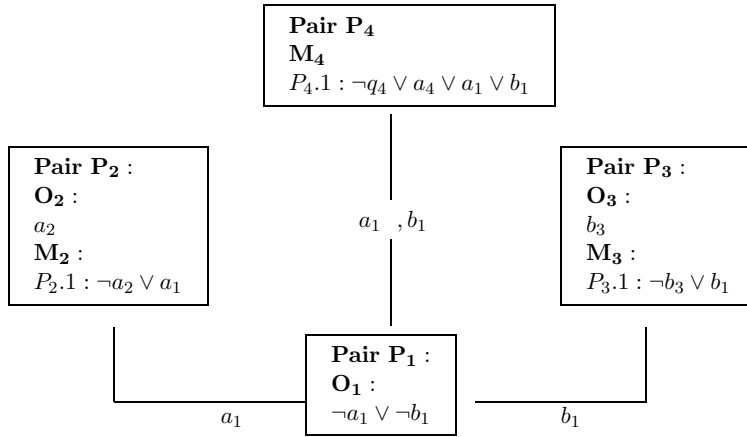 Pair P₄
M₄
P₄.1 : ¬q₄ ∨ a₄ ∨ a₁ ∨ b₁
Pair P₂ :
O₂ :
a₂
M₂ :
P₂.1 : ¬a₂ ∨ a₁
a₁ , b₁
Pair P₃ :
O₃ :
b₃
M₃ :
P₃.1 : ¬b₃ ∨ b₁
Pair P₁ :
O₁ :
¬a₁ ∨ ¬b₁
a₁
b₁